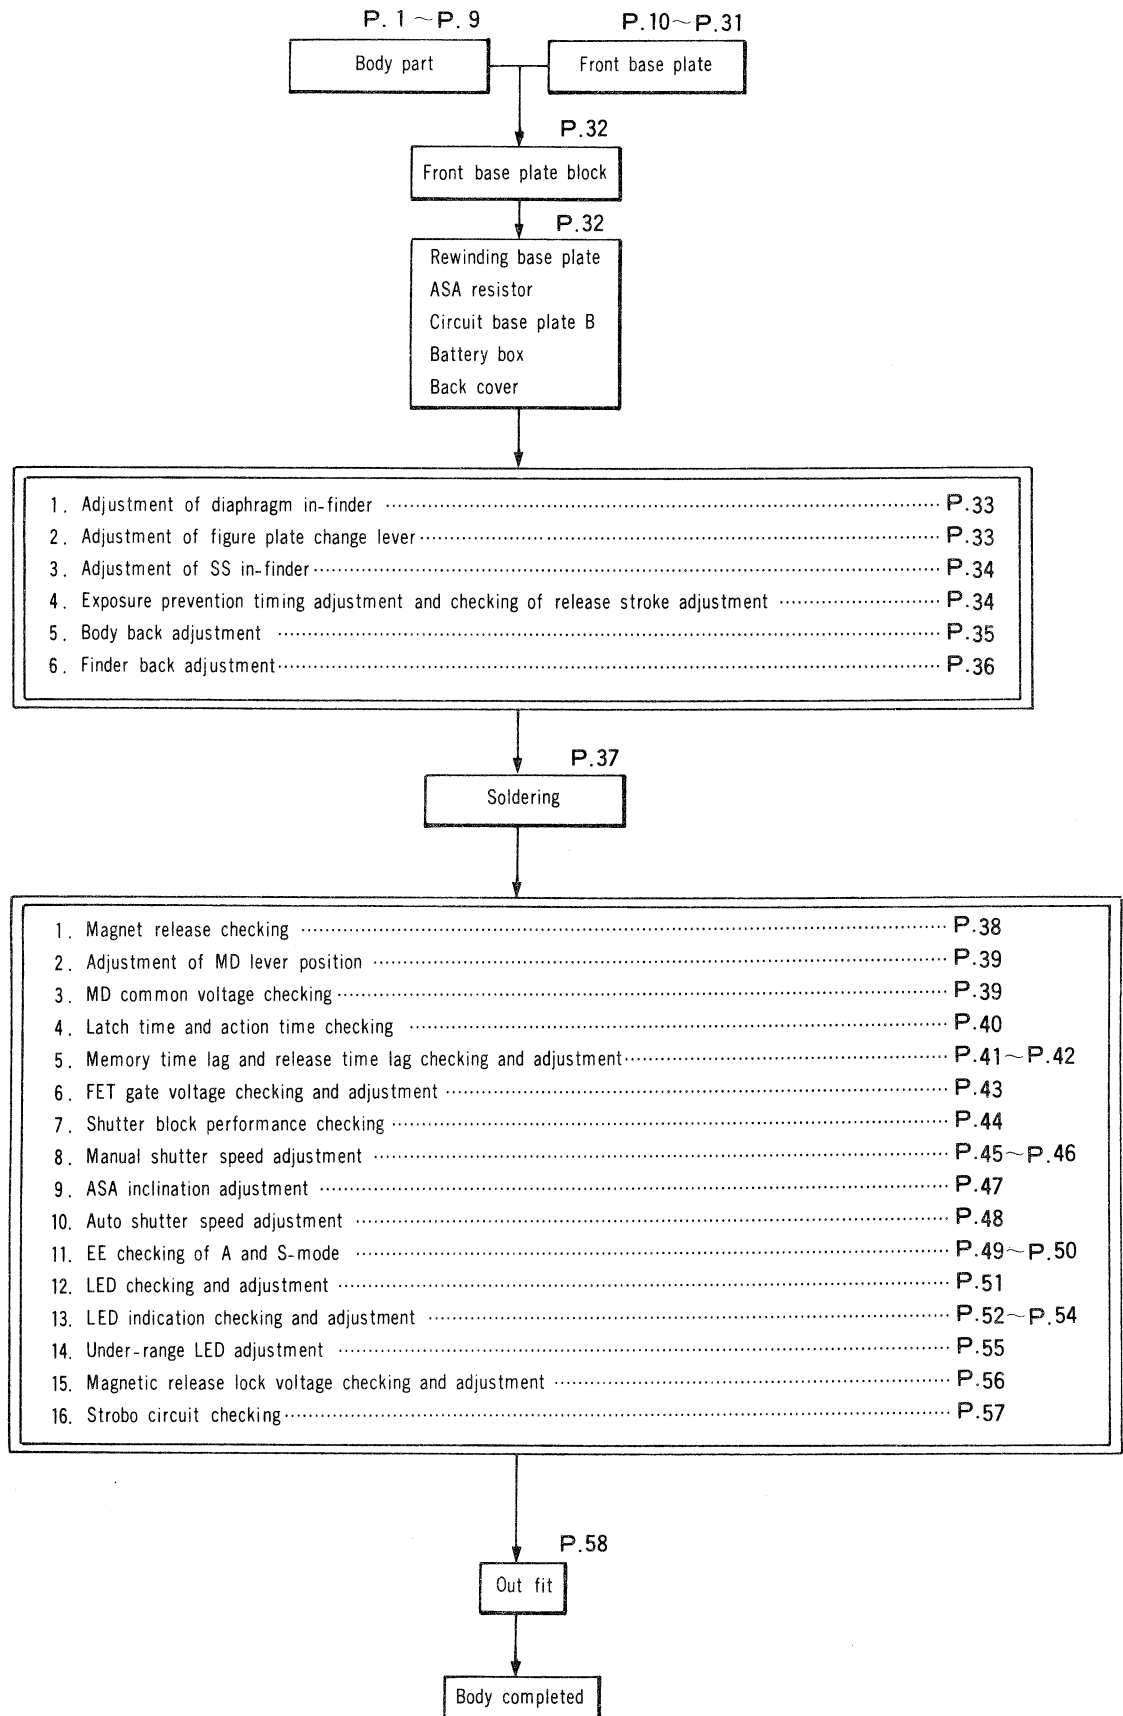 P. 1 ~ P. 9
P.10~P.31
Body part
Front base plate
P.32
Front base plate block
P.32
Rewinding base plate
ASA resistor
Circuit base plate B
Battery box
Back cover
1. Adjustment of diaphragm in-finder ........ P.33
2. Adjustment of figure plate change lever ........ P.33
3. Adjustment of SS in-finder ........ P.34
4. Exposure prevention timing adjustment and checking of release stroke adjustment ........ P.34
5. Body back adjustment ........ P.35
6. Finder back adjustment ........ P.36
P.37
Soldering
1. Magnet release checking ........ P.38
2. Adjustment of MD lever position ........ P.39
3. MD common voltage checking ........ P.39
4. Latch time and action time checking ........ P.40
5. Memory time lag and release time lag checking and adjustment ........ P.41~P.42
6. FET gate voltage checking and adjustment ........ P.43
7. Shutter block performance checking ........ P.44
8. Manual shutter speed adjustment ........ P.45~P.46
9. ASA inclination adjustment ........ P.47
10. Auto shutter speed adjustment ........ P.48
11. EE checking of A and S-mode ........ P.49~P.50
12. LED checking and adjustment ........ P.51
13. LED indication checking and adjustment ........ P.52~P.54
14. Under-range LED adjustment ........ P.55
15. Magnetic release lock voltage checking and adjustment ........ P.56
16. Strobo circuit checking ........ P.57
P.58
Out fit
Body completed